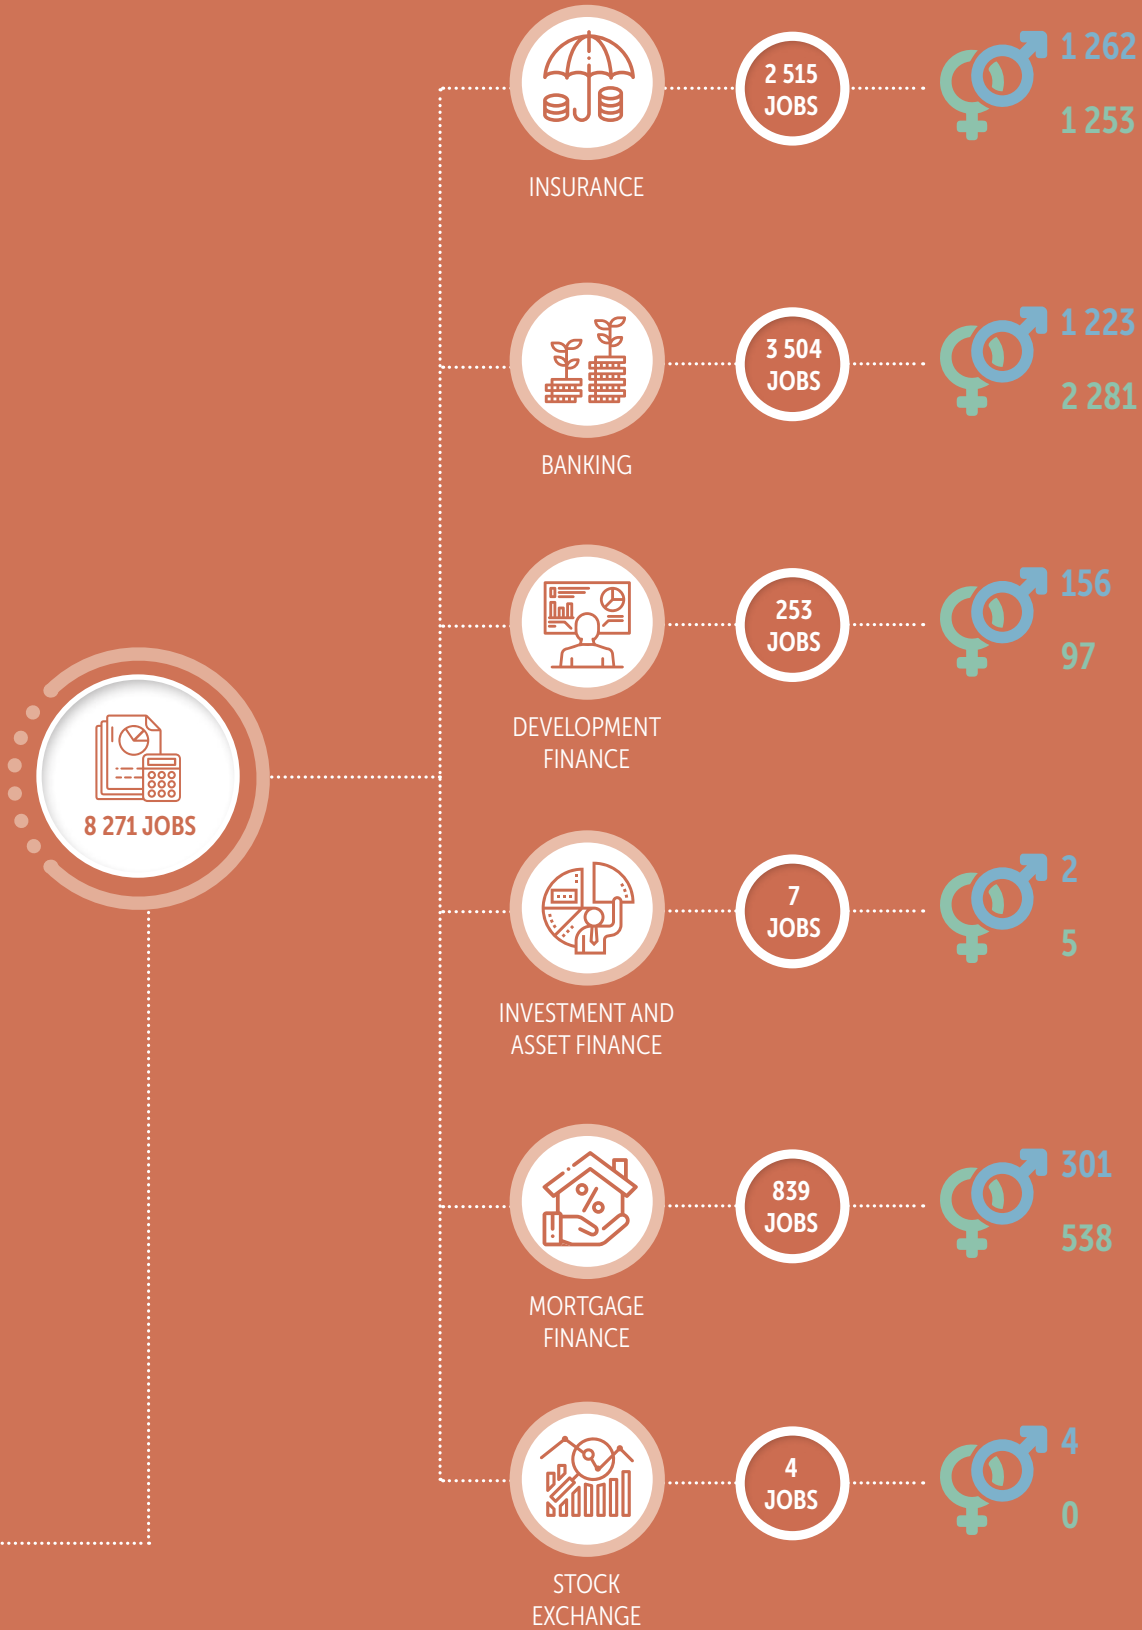 2 515
JOBS
1 262
1 253
INSURANCE
3 504
JOBS
1 223
2 281
BANKING
253
JOBS
156
97
DEVELOPMENT
FINANCE
8 271 JOBS
7
JOBS
2
5
INVESTMENT AND
ASSET FINANCE
839
JOBS
301
538
MORTGAGE
FINANCE
4
JOBS
4
0
STOCK
EXCHANGE